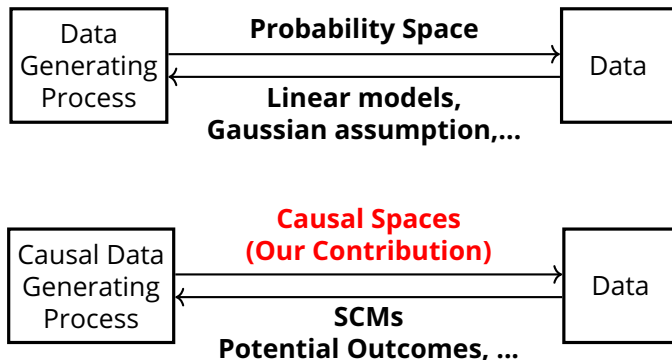 Data
Generating
Process
Probability Space
Linear models,
Gaussian assumption,...
Data
Causal Data
Generating
Process
Causal Spaces
(Our Contribution)
SCMs
Potential Outcomes, ...
Data